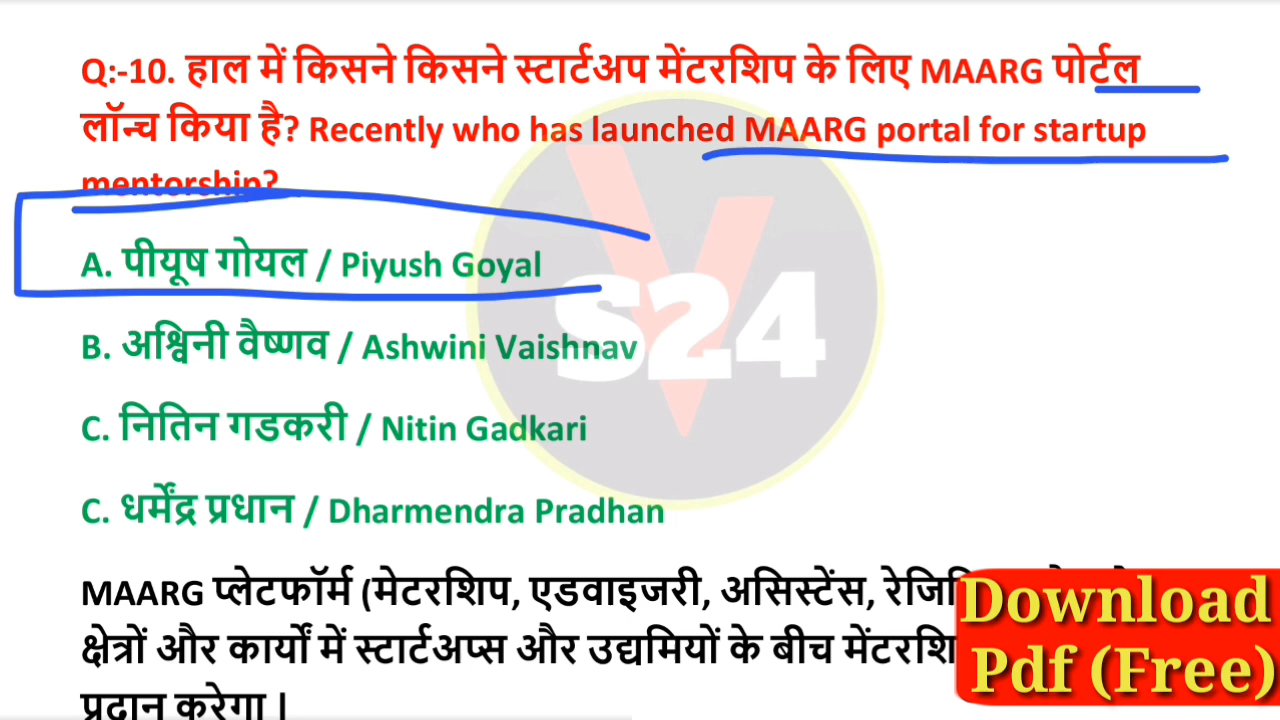 Q:-10. हाल में किसने किसने स्टार्टअप मेंटरशिप के लिए MAARG पोर्टल
लॉन्च किया है? Recently who has launched MAARG portal for startup
mentorship?
A. पीयूष गोयल / Piyush Goyal
B. अश्विनी वैष्णव / Ashwini Vaishnav
C. नितिन गडकरी / Nitin Gadkari
C. धर्मेंद्र प्रधान / Dharmendra Pradhan
V
S24
MAARG प्लेटफॉर्म (मेटरशिप, एडवाइजरी, असिस्टेंस,
क्षेत्रों और कार्यों में स्टार्टअप्स और उद्यमियों के बीच
प्रदान करेगा |
Download
Pdf (Free)